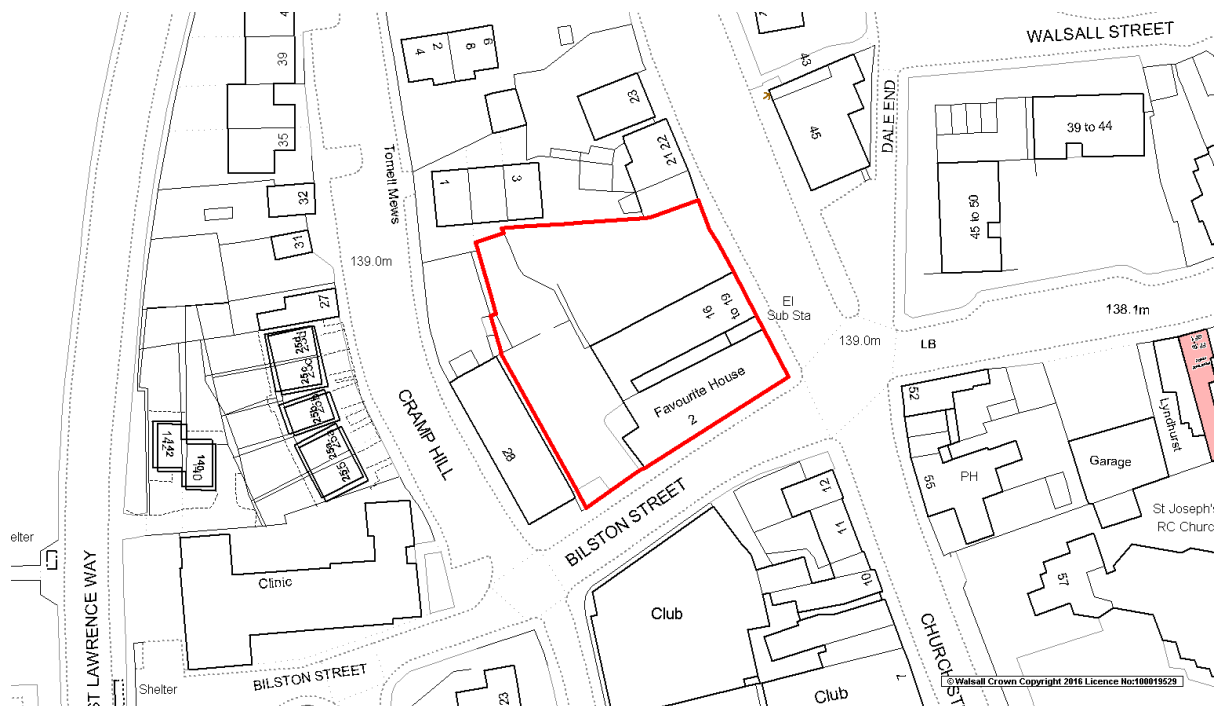 WALSALL STREET
39
4
2
8
6
43
23
45
DALE END
39 to 44
35
21 22
Tomell Mews
1
3
32
45 to 50
31
139.0m
27
16
to 19
El
Sub Sta
138.1m
139.0m
LB
Favourite House
2
52
Lyndhurst
CRAMP HILL
28
Garage
55
PH
12
11
10
BILSTON STREET
St Joseph's
RC Churc
elter
Clinic
57
ST LAWRENCE WAY
Club
CHURCH ST
BILSTON STREET
Shelter
23
Club
7
© Walsall Crown Copyright 2016 Licence No:100019529